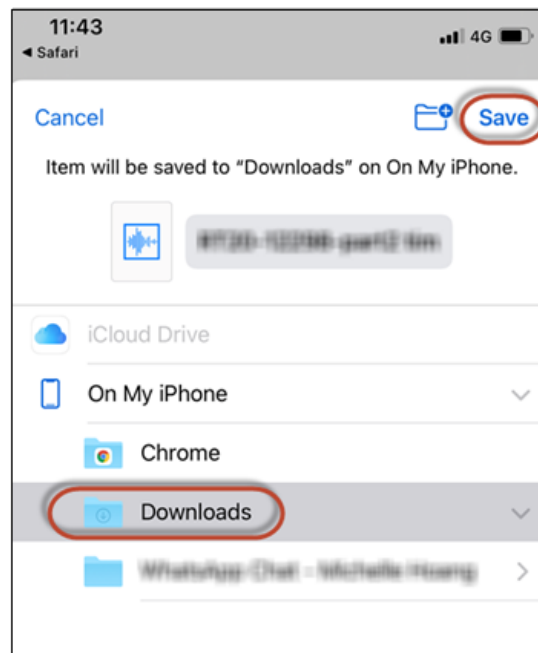 11:43
4G
Safari
Cancel
Save
Item will be saved to “Downloads” on On My iPhone.
iCloud Drive
On My iPhone
Chrome
Downloads